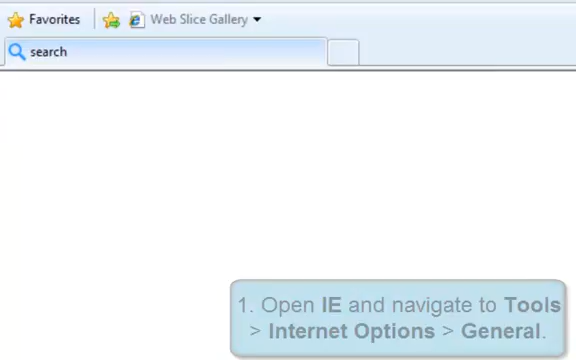 Favorites
Web Slice Gallery
search
1. Open IE and navigate to Tools
> Internet Options > General.